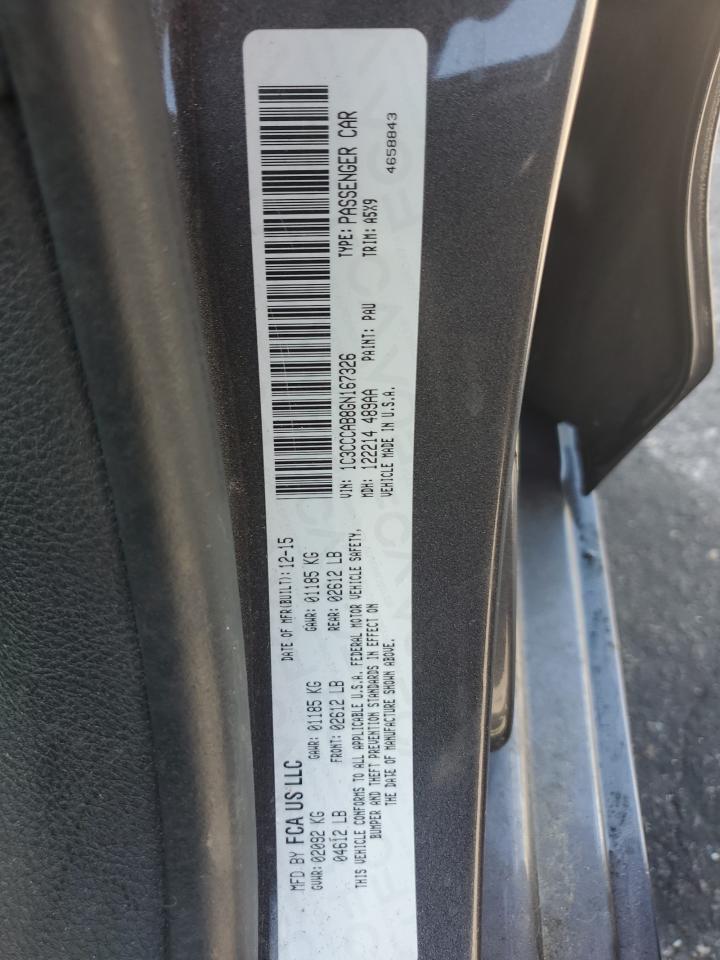 MFD BY FCA US LLC
DATE OF MFR(BUILT): 12-15
GVWR: 02092 KG
GAWR: 01185 KG
GAWR: 01185 KG
04612 LB
FRONT: 02612 LB
REAR: 02612 LB
THIS VEHICLE CONFORMS TO ALL APPLICABLE U.S.A. FEDERAL MOTOR VEHICLE SAFETY,
BUMPER AND THEFT PREVENTION STANDARDS IN EFFECT ON
THE DATE OF MANUFACTURE SHOWN ABOVE.
VIN: 1C3CCCAB8GN167326
TYPE: PASSENGER CAR
MDH: 122214 489AA
PAINT: PAU
TRIM: A5X9
VEHICLE MADE IN U.S.A.
4658843